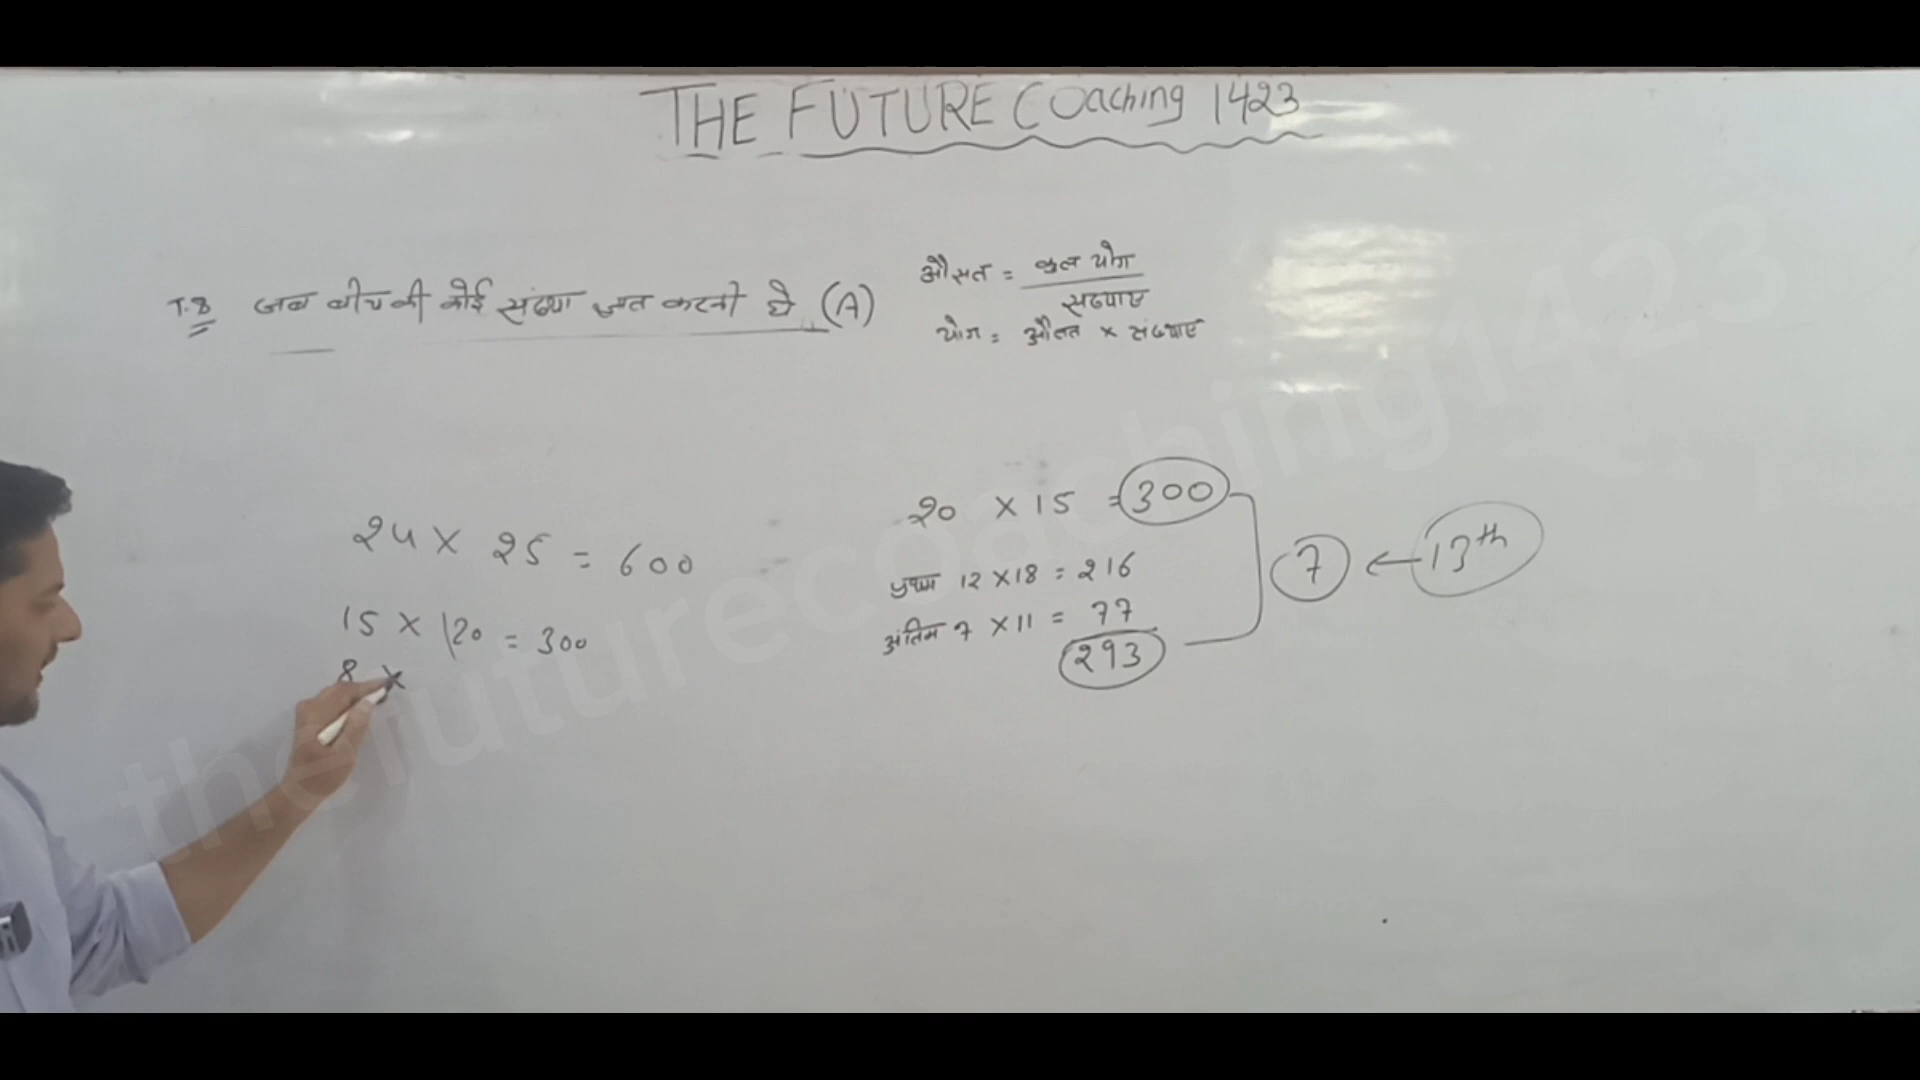 THE FUTURE Coaching 1423
T.8 जब बीच की कोई संख्या ज्ञात करनी हो (A)
औसत = कुल योग
संख्याएं
योग = औसत × संख्याएं
24 × 25 = 600
15 × 20 = 300
8 ×
20 × 15 = 300
प्रथम 12 × 18 = 216
अंतिम 7 × 11 = 77
293
7 ← 13th
thefuturecoaching1423